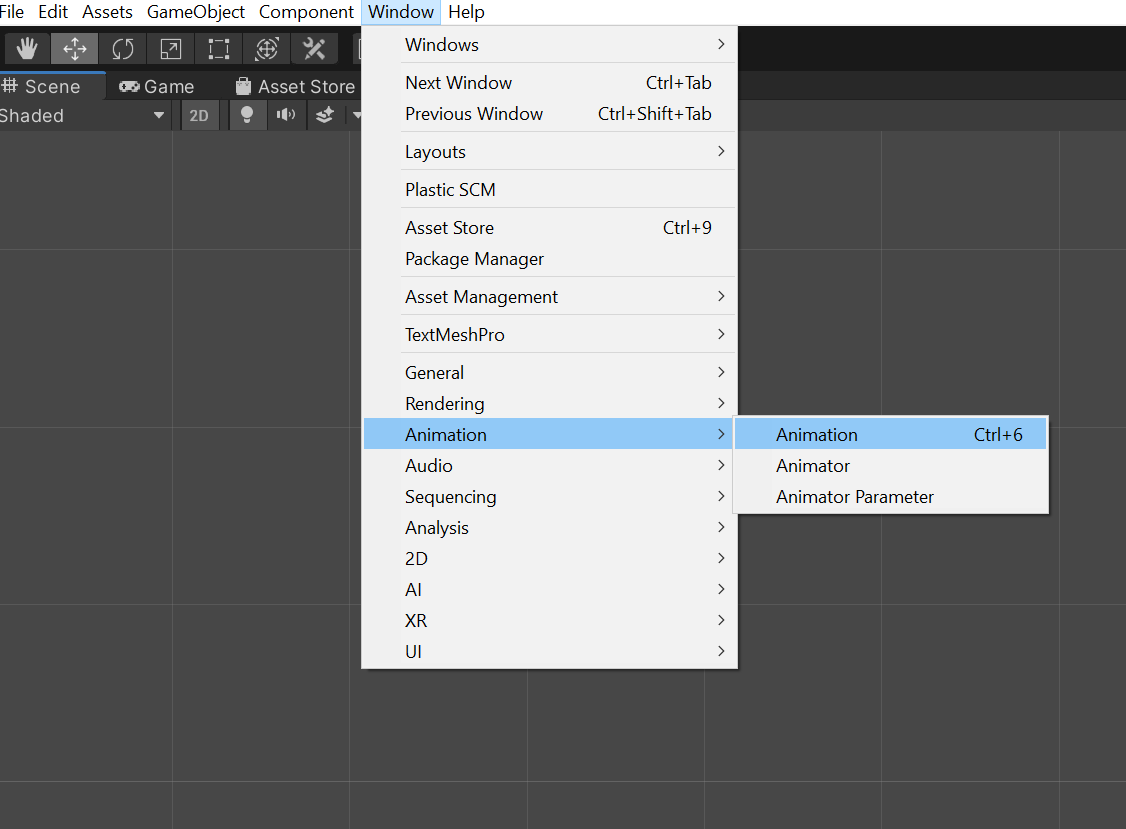 File Edit Assets GameObject Component Window Help
Scene Game Asset Store
Shaded 2D
Windows
Next Window Ctrl+Tab
Previous Window Ctrl+Shift+Tab
Layouts
Plastic SCM
Asset Store Ctrl+9
Package Manager
Asset Management
TextMeshPro
General
Rendering
Animation
Animation Ctrl+6
Animator
Animator Parameter
Audio
Sequencing
Analysis
2D
AI
XR
UI